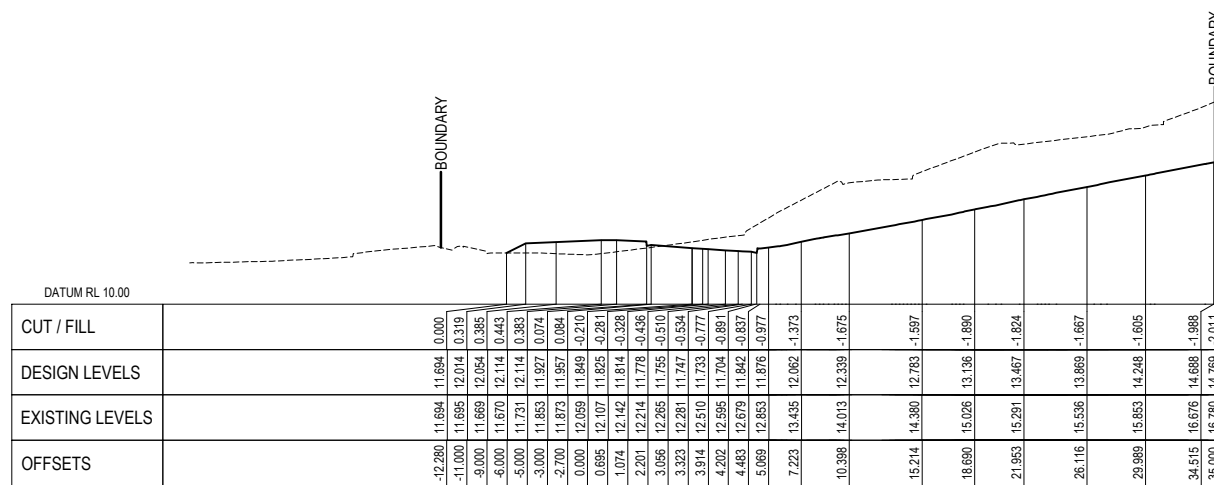 BOUNDARY
BOUNDARY
DATUM RL 10.00
CUT / FILL 0.000 0.319 0.385 0.443 0.383 0.074 0.084 -0.210 -0.281 -0.328 -0.436 -0.510 -0.534 -0.777 -0.891 -0.837 -0.977 -1.373 -1.675 -1.597 -1.890 -1.824 -1.667 -1.605 -1.988 -2.011
DESIGN LEVELS 11.694 12.014 12.054 12.114 12.114 11.927 11.957 11.849 11.825 11.814 11.778 11.755 11.747 11.733 11.704 11.842 11.876 12.062 12.339 12.783 13.136 13.467 13.869 14.248 14.688 14.769
EXISTING LEVELS 11.694 11.695 11.669 11.670 11.731 11.853 11.873 12.059 12.107 12.142 12.214 12.265 12.281 12.510 12.595 12.679 12.853 13.435 14.013 14.380 15.026 15.291 15.536 15.853 16.676 16.780
OFFSETS -12.280 -11.000 -9.000 -6.000 -5.000 -3.000 -2.700 0.000 0.695 1.074 2.201 3.056 3.323 3.914 4.202 4.483 5.069 7.223 10.398 15.214 18.690 21.953 26.116 29.989 34.515 35.000